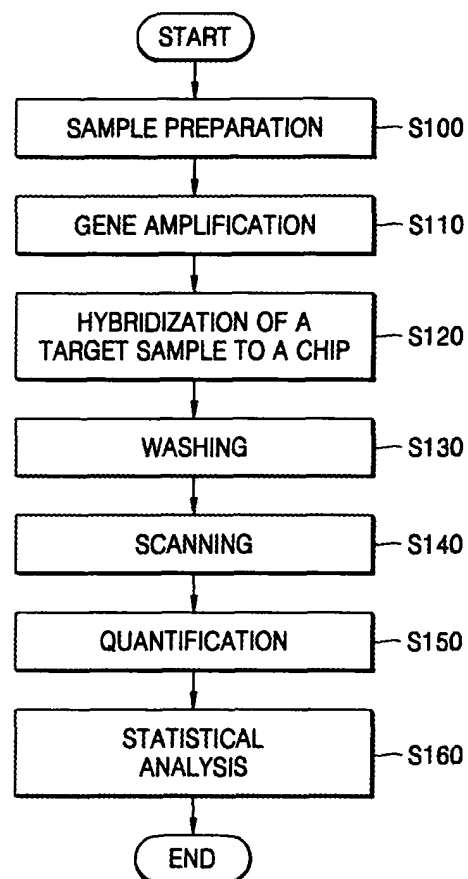 START
SAMPLE PREPARATION
S100
GENE AMPLIFICATION
S110
HYBRIDIZATION OF A
TARGET SAMPLE TO A CHIP
S120
WASHING
S130
SCANNING
S140
QUANTIFICATION
S150
STATISTICAL
ANALYSIS
S160
END